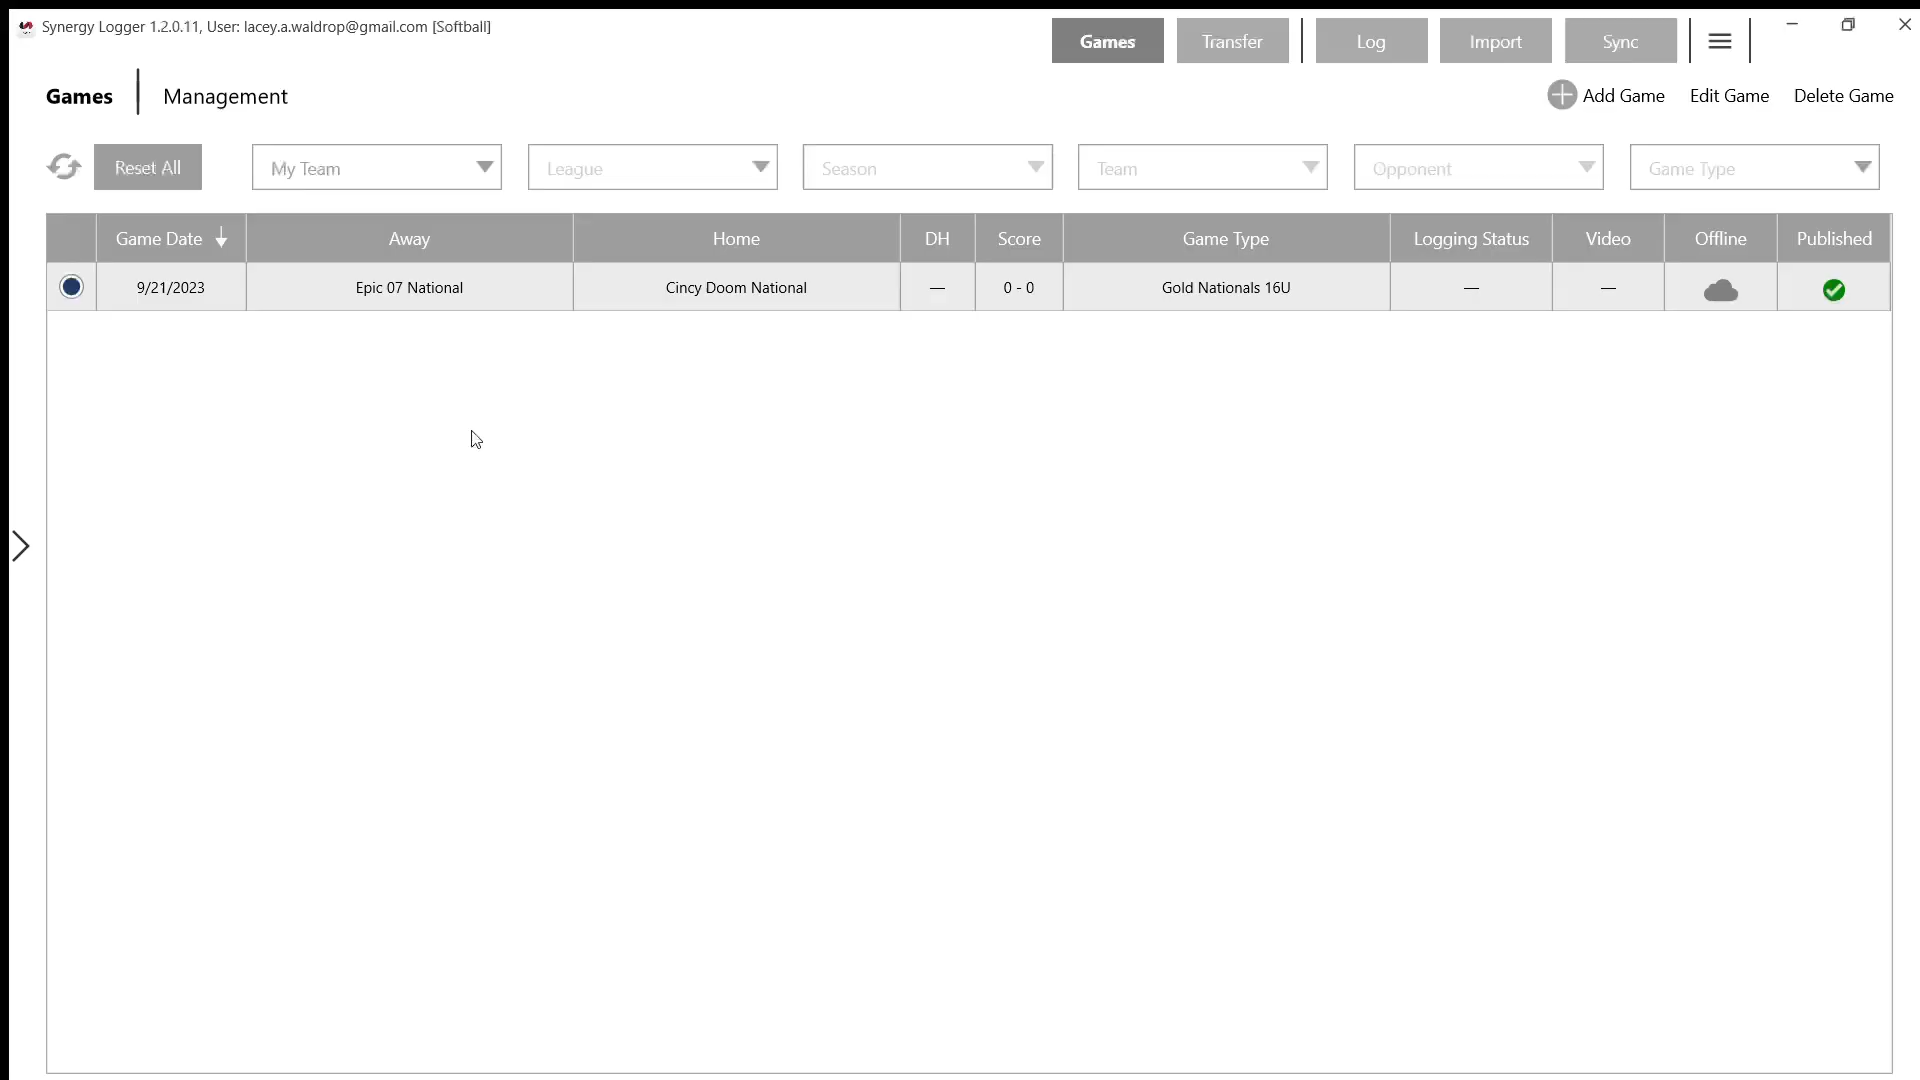 Synergy Logger 1.2.0.11, User: lacey.a.waldrop@gmail.com [Softball]
Games Transfer Log Import Sync
Games Management
Add Game Edit Game Delete Game
Reset All My Team League Season Team Opponent Game Type
Game Date Away Home DH Score Game Type Logging Status Video Offline Published
9/21/2023 Epic 07 National Cincy Doom National — 0 - 0 Gold Nationals 16U — —